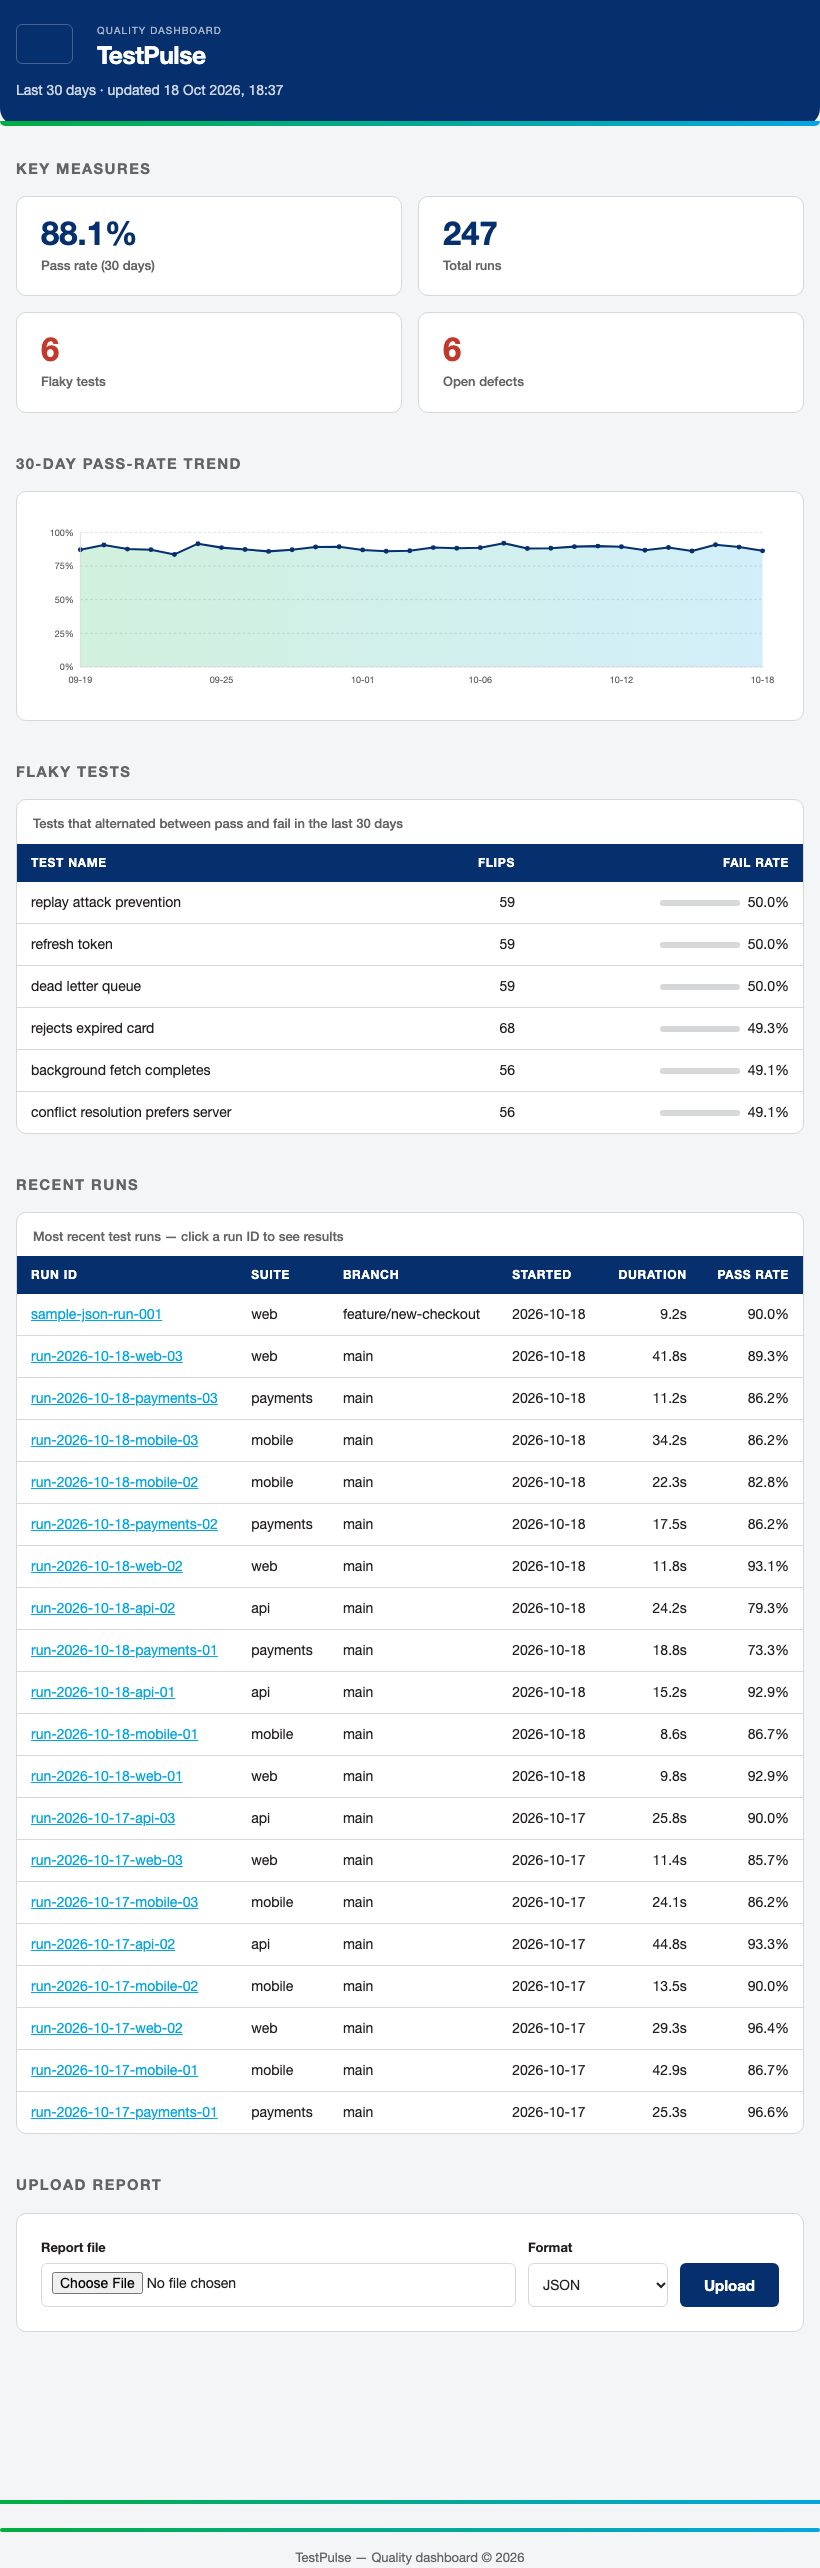 QUALITY DASHBOARD
TestPulse
Last 30 days · updated 18 Oct 2026, 18:37
KEY MEASURES
88.1%
Pass rate (30 days)
247
Total runs
6
Flaky tests
6
Open defects
30-DAY PASS-RATE TREND
100%
75%
50%
25%
0%
09-19 09-25 10-01 10-06 10-12 10-18
FLAKY TESTS
Tests that alternated between pass and fail in the last 30 days
TEST NAME FLIPS FAIL RATE
replay attack prevention 59 50.0%
refresh token 59 50.0%
dead letter queue 59 50.0%
rejects expired card 68 49.3%
background fetch completes 56 49.1%
conflict resolution prefers server 56 49.1%
RECENT RUNS
Most recent test runs — click a run ID to see results
RUN ID SUITE BRANCH STARTED DURATION PASS RATE
sample-json-run-001 web feature/new-checkout 2026-10-18 9.2s 90.0%
run-2026-10-18-web-03 web main 2026-10-18 41.8s 89.3%
run-2026-10-18-payments-03 payments main 2026-10-18 11.2s 86.2%
run-2026-10-18-mobile-03 mobile main 2026-10-18 34.2s 86.2%
run-2026-10-18-mobile-02 mobile main 2026-10-18 22.3s 82.8%
run-2026-10-18-payments-02 payments main 2026-10-18 17.5s 86.2%
run-2026-10-18-web-02 web main 2026-10-18 11.8s 93.1%
run-2026-10-18-api-02 api main 2026-10-18 24.2s 79.3%
run-2026-10-18-payments-01 payments main 2026-10-18 18.8s 73.3%
run-2026-10-18-api-01 api main 2026-10-18 15.2s 92.9%
run-2026-10-18-mobile-01 mobile main 2026-10-18 8.6s 86.7%
run-2026-10-18-web-01 web main 2026-10-18 9.8s 92.9%
run-2026-10-17-api-03 api main 2026-10-17 25.8s 90.0%
run-2026-10-17-web-03 web main 2026-10-17 11.4s 85.7%
run-2026-10-17-mobile-03 mobile main 2026-10-17 24.1s 86.2%
run-2026-10-17-api-02 api main 2026-10-17 44.8s 93.3%
run-2026-10-17-mobile-02 mobile main 2026-10-17 13.5s 90.0%
run-2026-10-17-web-02 web main 2026-10-17 29.3s 96.4%
run-2026-10-17-mobile-01 mobile main 2026-10-17 42.9s 86.7%
run-2026-10-17-payments-01 payments main 2026-10-17 25.3s 96.6%
UPLOAD REPORT
Report file Format
Choose File No file chosen JSON Upload
TestPulse — Quality dashboard © 2026